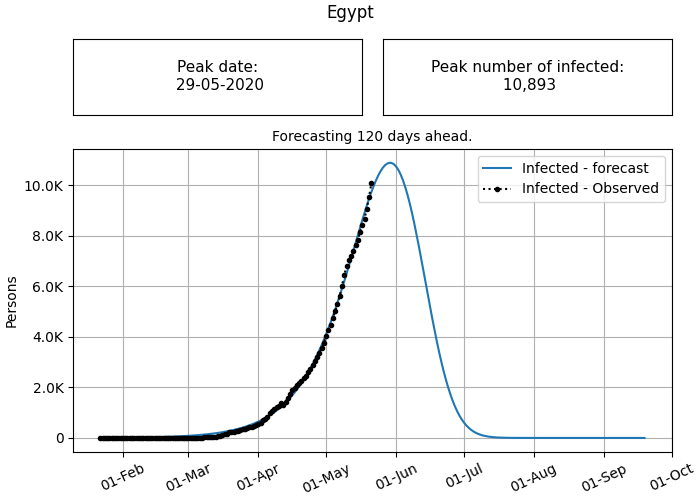 Egypt
Peak date:
29-05-2020
Peak number of infected:
10,893
Forecasting 120 days ahead.
Infected - forecast
Infected - Observed
Persons
10.0K
8.0K
6.0K
4.0K
2.0K
0
01-Feb
01-Mar
01-Apr
01-May
01-Jun
01-Jul
01-Aug
01-Sep
01-Oct